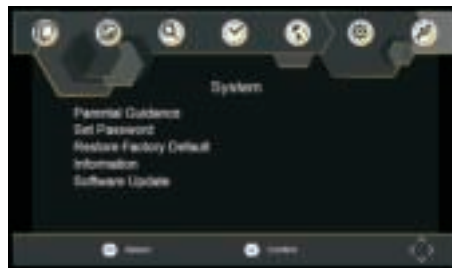 System
Parental Guidance
Set Password
Restore Factory Default
Information
Software Update